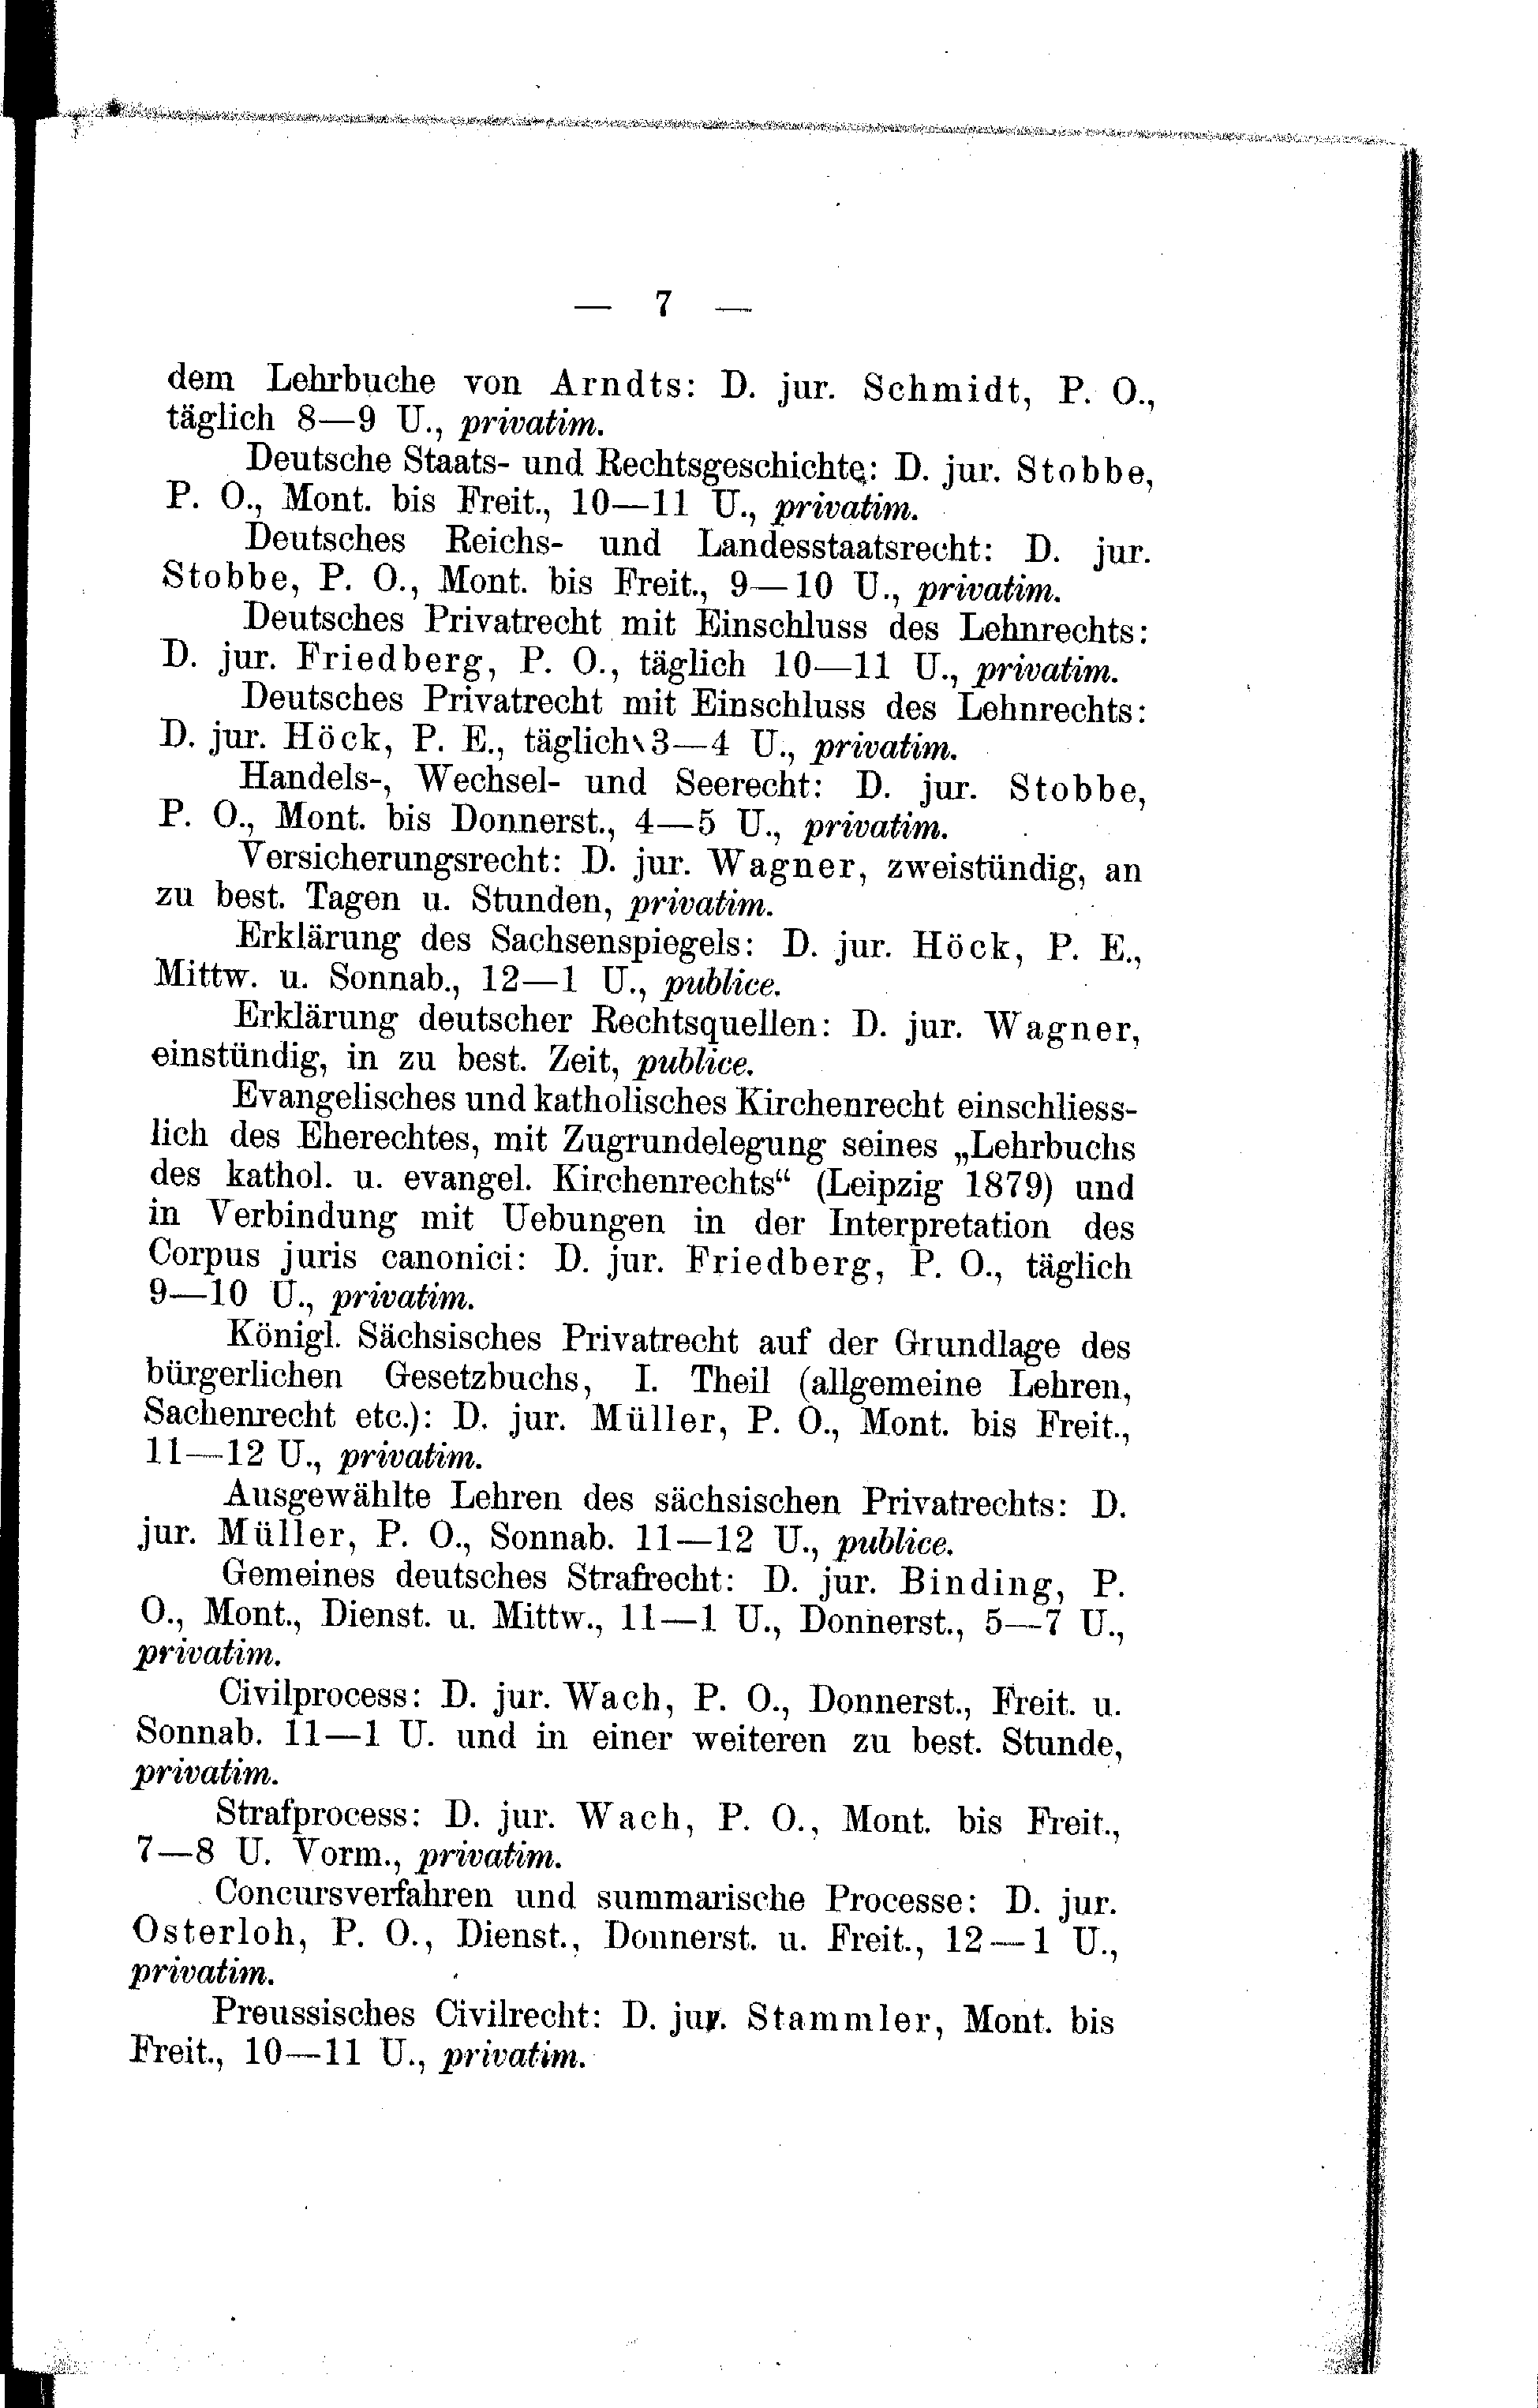 — 7 —
dem Lehrbuche von Arndts: D. jur. Schmidt, P. O.,
täglich 8—9 U., privatim.
Deutsche Staats- und Rechtsgeschichte: D. jur. Stobbe,
P. O., Mont. bis Freit., 10—11 U., privatim.
Deutsches Reichs- und Landesstaatsrecht: D. jur.
Stobbe, P. O., Mont. bis Freit., 9—10 U., privatim.
Deutsches Privatrecht mit Einschluss des Lehnrechts:
D. jur. Friedberg, P. O., täglich 10—11 U., privatim.
Deutsches Privatrecht mit Einschluss des Lehnrechts:
D. jur. Höck, P. E., täglich 3—4 U., privatim.
Handels-, Wechsel- und Seerecht: D. jur. Stobbe,
P. O., Mont. bis Donnerst., 4—5 U., privatim.
Versicherungsrecht: D. jur. Wagner, zweistündig, an
zu best. Tagen u. Stunden, privatim.
Erklärung des Sachsenspiegels: D. jur. Höck, P. E.,
Mittw. u. Sonnab., 12—1 U., publice.
Erklärung deutscher Rechtsquellen: D. jur. Wagner,
einstündig, in zu best. Zeit, publice.
Evangelisches und katholisches Kirchenrecht einschliess-
lich des Eherechtes, mit Zugrundelegung seines „Lehrbuchs
des kathol. u. evangel. Kirchenrechts“ (Leipzig 1879) und
in Verbindung mit Uebungen in der Interpretation des
Corpus juris canonici: D. jur. Friedberg, P. O., täglich
9—10 U., privatim.
Königl. Sächsisches Privatrecht auf der Grundlage des
bürgerlichen Gesetzbuchs, I. Theil (allgemeine Lehren,
Sachenrecht etc.): D. jur. Müller, P. O., Mont. bis Freit.,
11—12 U., privatim.
Ausgewählte Lehren des sächsischen Privatrechts: D.
jur. Müller, P. O., Sonnab. 11—12 U., publice.
Gemeines deutsches Strafrecht: D. jur. Binding, P.
O., Mont., Dienst. u. Mittw., 11—1 U., Donnerst., 5—7 U.,
privatim.
Civilprocess: D. jur. Wach, P. O., Donnerst., Freit. u.
Sonnab. 11—1 U. und in einer weiteren zu best. Stunde,
privatim.
Strafprocess: D. jur. Wach, P. O., Mont. bis Freit.,
7—8 U. Vorm., privatim.
Concursverfahren und summarische Processe: D. jur.
Osterloh, P. O., Dienst., Donnerst. u. Freit., 12—1 U.,
privatim.
Preussisches Civilrecht: D. jur. Stammler, Mont. bis
Freit., 10—11 U., privatim.